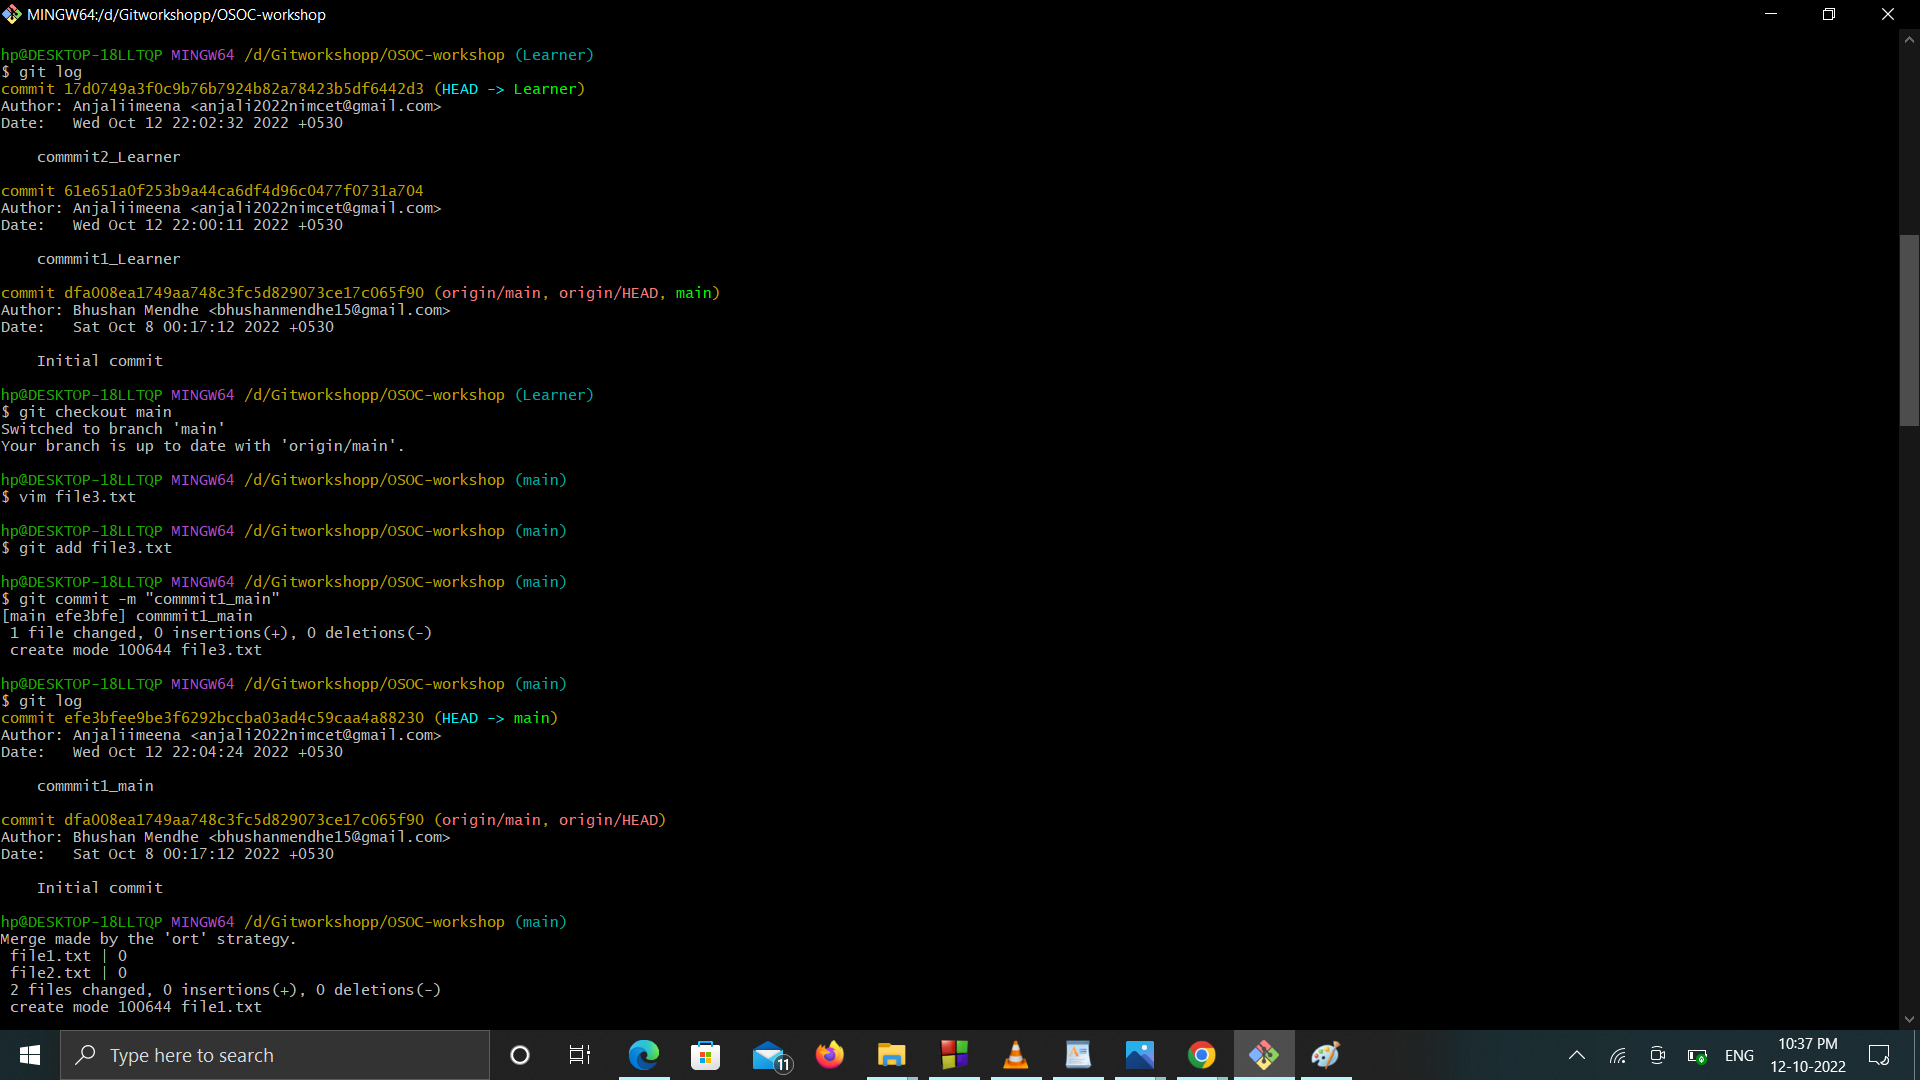 MINGW64:/d/Gitworkshopp/OSOC-workshop
hp@DESKTOP-18LLTQP MINGW64 /d/Gitworkshopp/OSOC-workshop (Learner)
$ git log
commit 17d0749a3f0c9b76b7924b82a78423b5df6442d3 (HEAD -> Learner)
Author: Anjaliimeena <anjali2022nimcet@gmail.com>
Date:   Wed Oct 12 22:02:32 2022 +0530
commmit2_Learner
commit 61e651a0f253b9a44ca6df4d96c0477f0731a704
Author: Anjaliimeena <anjali2022nimcet@gmail.com>
Date:   Wed Oct 12 22:00:11 2022 +0530
commmit1_Learner
commit dfa008ea1749aa748c3fc5d829073ce17c065f90 (origin/main, origin/HEAD, main)
Author: Bhushan Mendhe <bhushanmendhe15@gmail.com>
Date:   Sat Oct 8 00:17:12 2022 +0530
Initial commit
hp@DESKTOP-18LLTQP MINGW64 /d/Gitworkshopp/OSOC-workshop (Learner)
$ git checkout main
Switched to branch 'main'
Your branch is up to date with 'origin/main'.
hp@DESKTOP-18LLTQP MINGW64 /d/Gitworkshopp/OSOC-workshop (main)
$ vim file3.txt
hp@DESKTOP-18LLTQP MINGW64 /d/Gitworkshopp/OSOC-workshop (main)
$ git add file3.txt
hp@DESKTOP-18LLTQP MINGW64 /d/Gitworkshopp/OSOC-workshop (main)
$ git commit -m "commmit1_main"
[main efe3bfe] commmit1_main
1 file changed, 0 insertions(+), 0 deletions(-)
create mode 100644 file3.txt
hp@DESKTOP-18LLTQP MINGW64 /d/Gitworkshopp/OSOC-workshop (main)
$ git log
commit efe3bfee9be3f6292bccba03ad4c59caa4a88230 (HEAD -> main)
Author: Anjaliimeena <anjali2022nimcet@gmail.com>
Date:   Wed Oct 12 22:04:24 2022 +0530
commmit1_main
commit dfa008ea1749aa748c3fc5d829073ce17c065f90 (origin/main, origin/HEAD)
Author: Bhushan Mendhe <bhushanmendhe15@gmail.com>
Date:   Sat Oct 8 00:17:12 2022 +0530
Initial commit
hp@DESKTOP-18LLTQP MINGW64 /d/Gitworkshopp/OSOC-workshop (main)
Merge made by the 'ort' strategy.
file1.txt | 0
file2.txt | 0
2 files changed, 0 insertions(+), 0 deletions(-)
create mode 100644 file1.txt
Type here to search
11
ENG
10:37 PM
12-10-2022